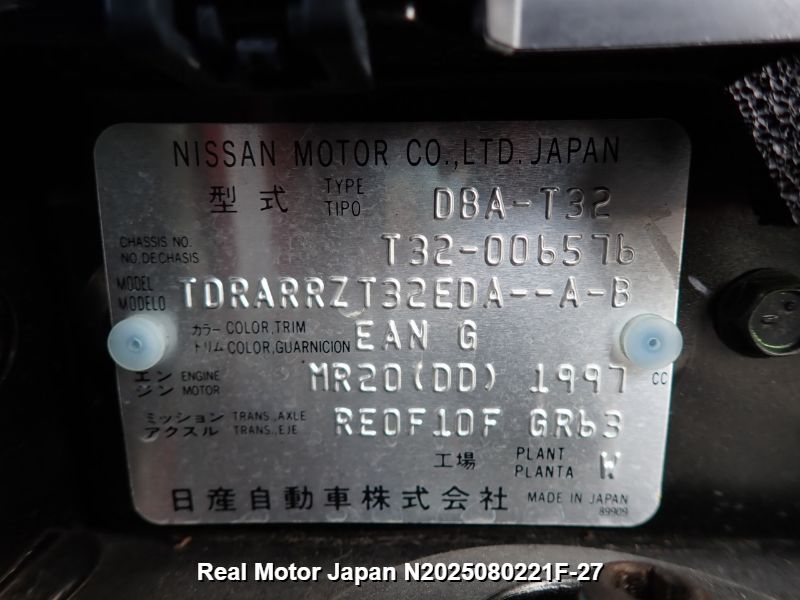 NISSAN MOTOR CO.,LTD. JAPAN
型式 TYPE TIPO DBA-T32
CHASSIS NO. NO,DECHASIS T32-006576
MODEL MODELO TDRARRZT32EDA--A-B
カラー COLOR,TRIM
トリム COLOR,GUARNICION EAN G
エン ENGINE
ジン MOTOR MR20(DD) 1997 CC
ミッション TRANS.,AXLE
アクスル TRANS.,EJE RE0F10F GR63
工場 PLANT PLANTA W
日産自動車株式会社 MADE IN JAPAN
89909
Real Motor Japan N2025080221F-27